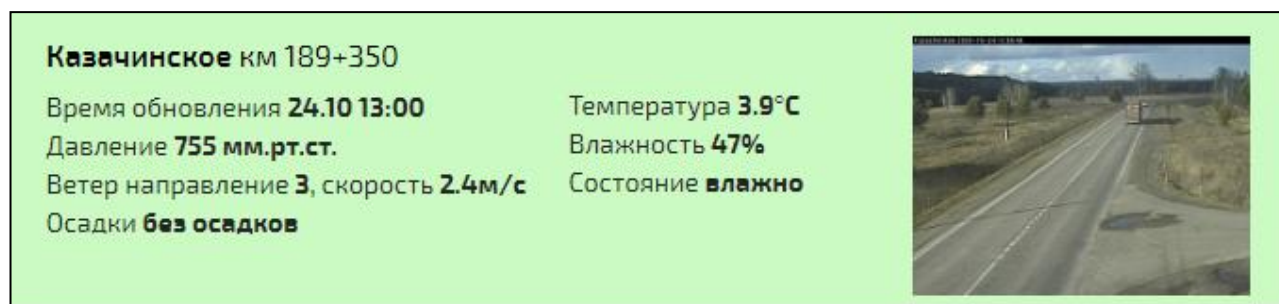 Казачинское км 189+350
Время обновления 24.10 13:00
Давление 755 мм.рт.ст.
Ветер направление З, скорость 2.4м/с
Осадки без осадков
Температура 3.9°C
Влажность 47%
Состояние влажно